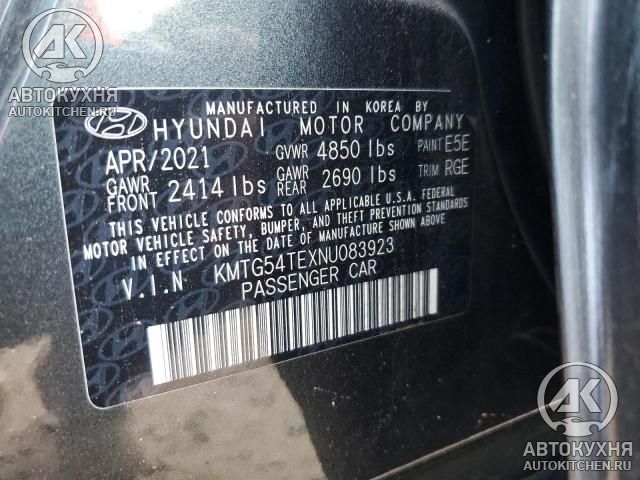 АВТОКУХНЯ
AUTOKITCHEN.RU
MANUFACTURED IN KOREA BY
HYUNDAI MOTOR COMPANY
APR/2021 GVWR 4850 lbs PAINT E5E
GAWR FRONT 2414 lbs GAWR REAR 2690 lbs TRIM RGE
THIS VEHICLE CONFORMS TO ALL APPLICABLE U.S.A. FEDERAL
MOTOR VEHICLE SAFETY, BUMPER, AND THEFT PREVENTION STANDARDS
IN EFFECT ON THE DATE OF MANUFACTURE SHOWN ABOVE
V.I.N KMTG54TEXNU083923
PASSENGER CAR
АК
АВТОКУХНЯ
AUTOKITCHEN.RU